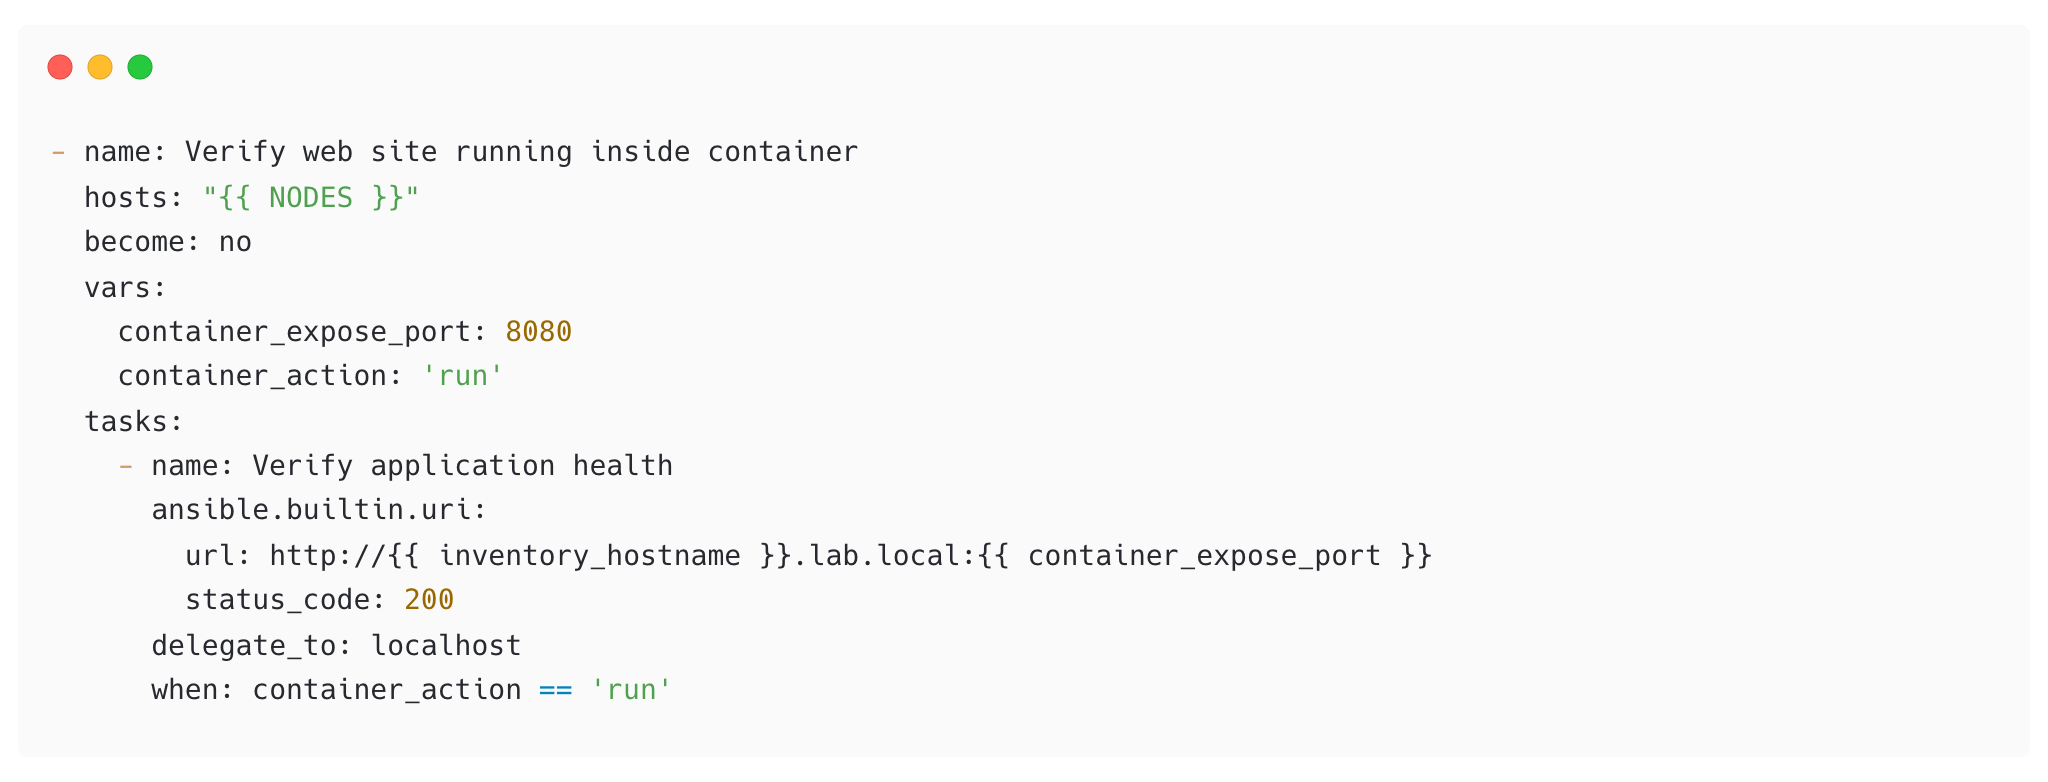 - name: Verify web site running inside container
  hosts: "{{ NODES }}"
  become: no
  vars:
    container_expose_port: 8080
    container_action: 'run'
  tasks:
    - name: Verify application health
      ansible.builtin.uri:
        url: http://{{ inventory_hostname }}.lab.local:{{ container_expose_port }}
        status_code: 200
      delegate_to: localhost
      when: container_action == 'run'